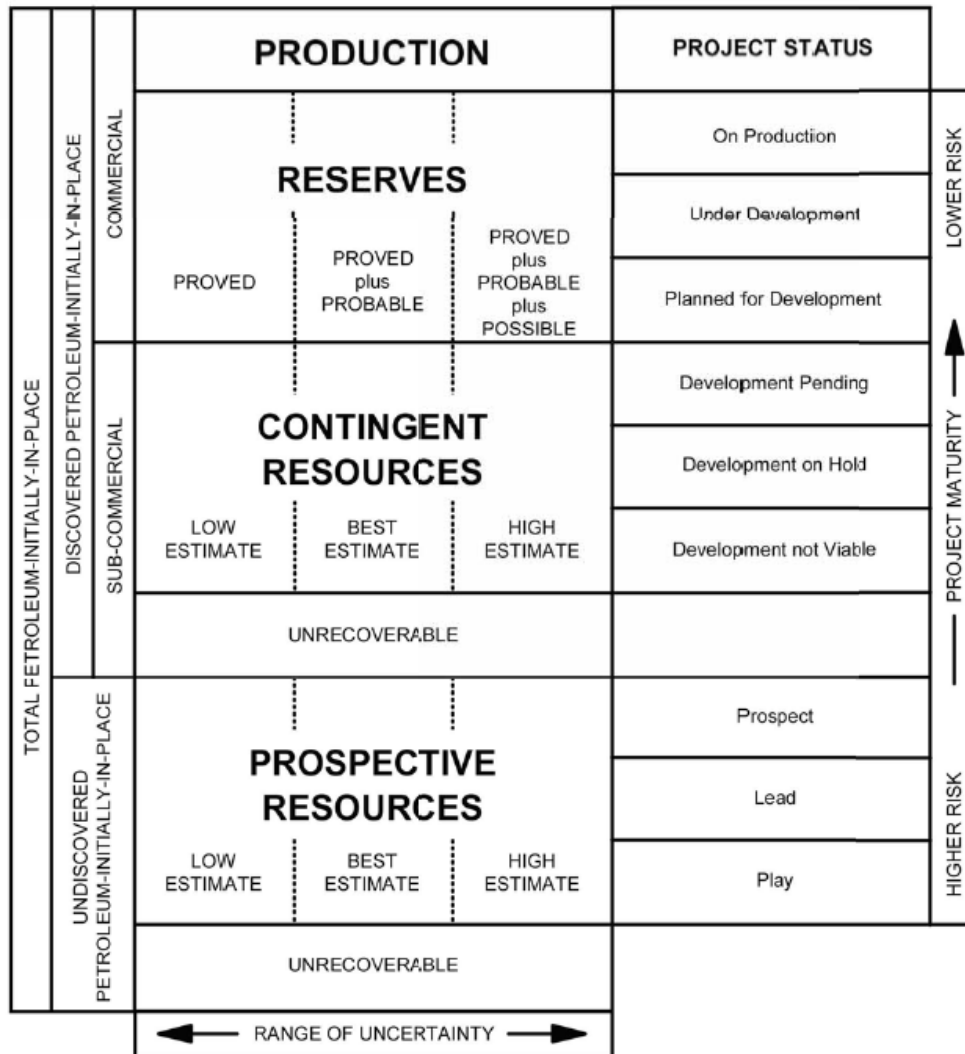 PRODUCTION
PROJECT STATUS
TOTAL FETROLEUM-INITIALLY-IN-PLACE
DISCOVERED PETROLEUM-INITIALLY-IN-PLACE
COMMERCIAL
RESERVES
PROVED
PROVED
plus
PROBABLE
PROVED
plus
PROBABLE
plus
POSSIBLE
On Production
Under Development
Planned for Development
LOWER RISK
SUB-COMMERCIAL
CONTINGENT
RESOURCES
LOW
ESTIMATE
BEST
ESTIMATE
HIGH
ESTIMATE
Development Pending
Development on Hold
Development not Viable
PROJECT MATURITY
UNRECOVERABLE
UNDISCOVERED
PETROLEUM-INITIALLY-IN-PLACE
PROSPECTIVE
RESOURCES
LOW
ESTIMATE
BEST
ESTIMATE
HIGH
ESTIMATE
Prospect
Lead
Play
HIGHER RISK
UNRECOVERABLE
RANGE OF UNCERTAINTY